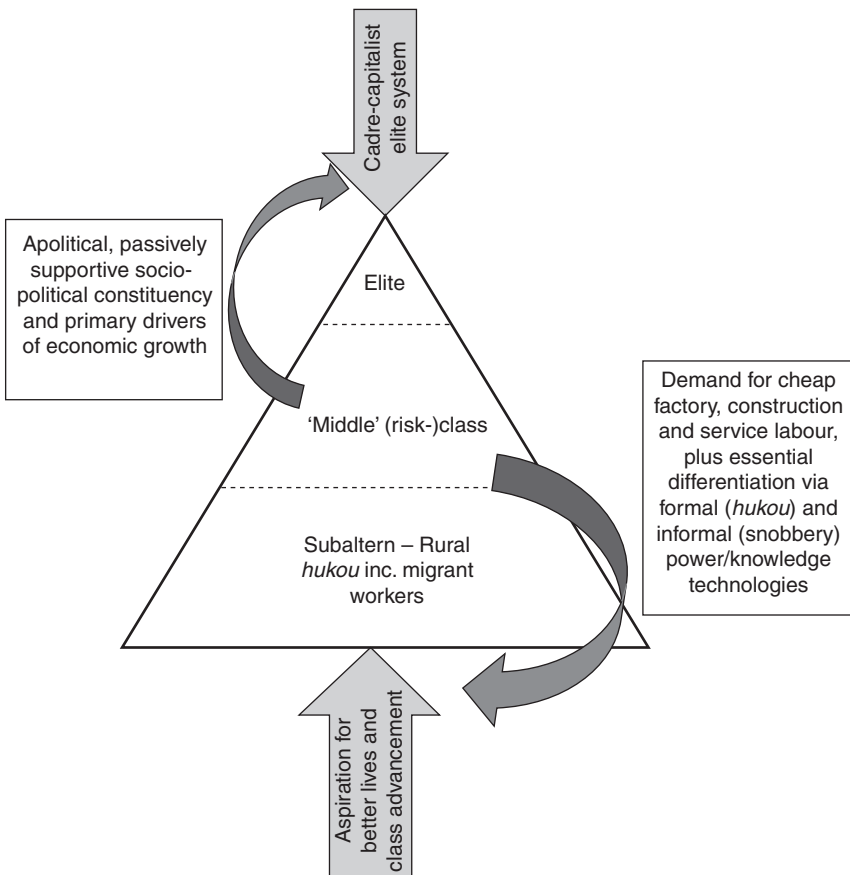 Cadre-capitalist
elite system
Apolitical, passively
supportive socio-
political constituency
and primary drivers
of economic growth
Elite
'Middle' (risk-)class
Demand for cheap
factory, construction
and service labour,
plus essential
differentiation via
formal (hukou) and
informal (snobbery)
power/knowledge
technologies
Subaltern – Rural
hukou inc. migrant
workers
Aspiration for
better lives and
class advancement